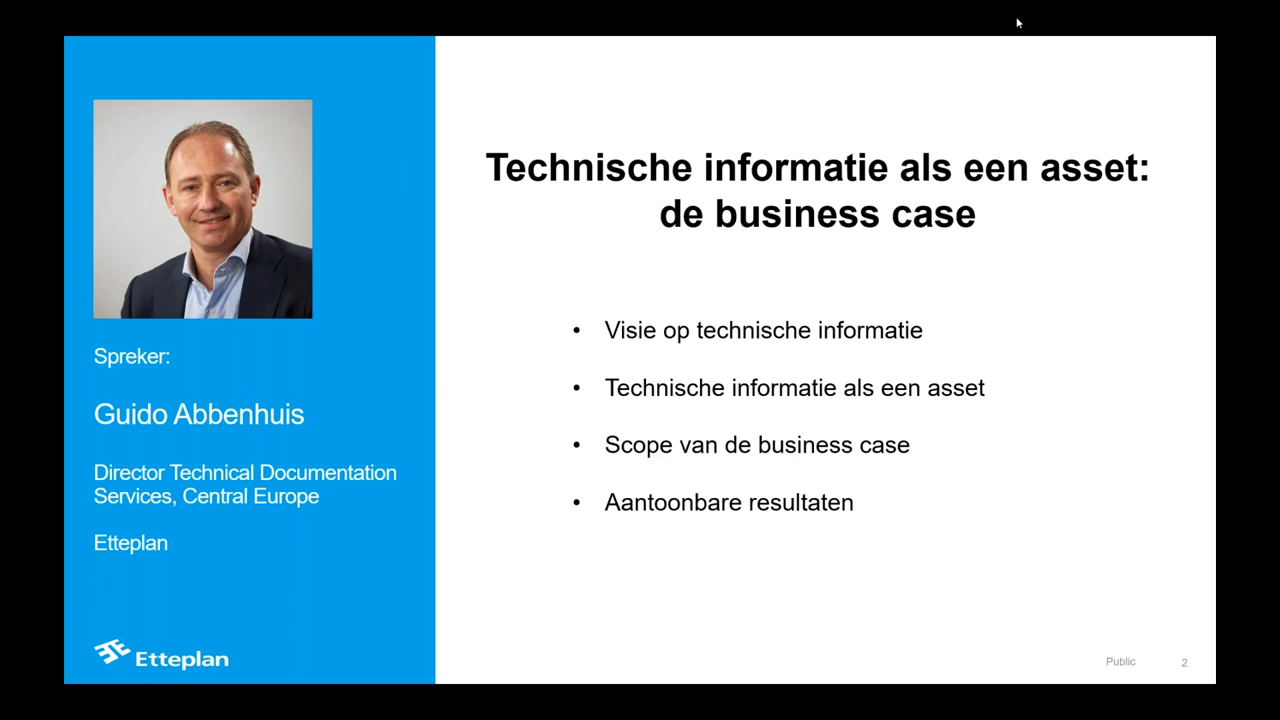 Spreker:
Guido Abbenhuis
Director Technical Documentation
Services, Central Europe
Etteplan
Etteplan
Technische informatie als een asset:
de business case
• Visie op technische informatie
• Technische informatie als een asset
• Scope van de business case
• Aantoonbare resultaten
Public
2